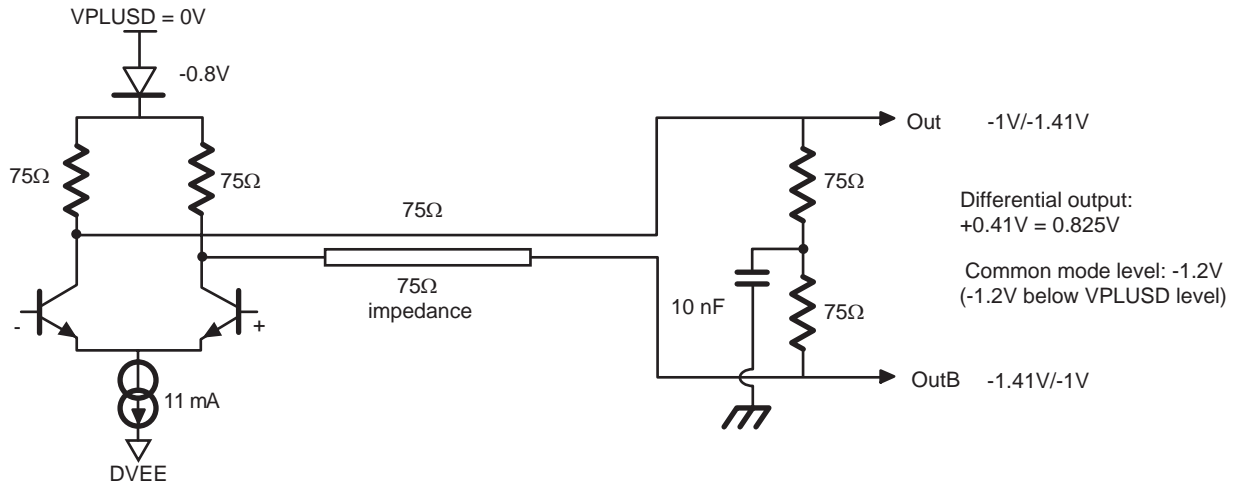 VPLUSD = 0V
-0.8V
75Ω
75Ω
75Ω
75Ω
impedance
-
+
11 mA
DVEE
10 nF
75Ω
75Ω
Out -1V/-1.41V
Differential output:
+0.41V = 0.825V
Common mode level: -1.2V
(-1.2V below VPLUSD level)
OutB -1.41V/-1V